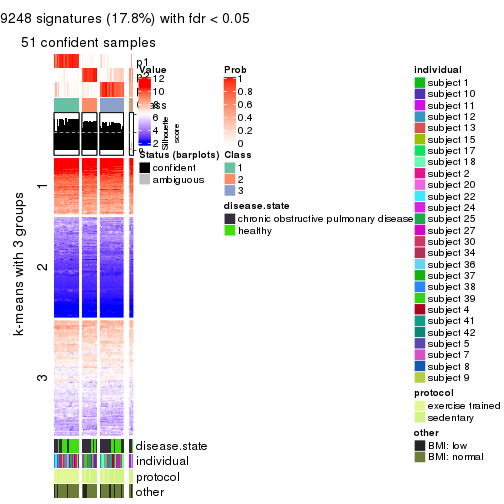 9248 signatures (17.8%) with fdr < 0.05
51 confident samples
p1
p2
p3
Class
Silhouette
score
k-means with 3 groups
1
2
3
disease.state
individual
protocol
other
Value
12
10
8
6
4
2
Status (barplots)
confident
ambiguous
Prob
1
0.8
0.6
0.4
0.2
0
Class
1
2
3
disease.state
chronic obstructive pulmonary disease
healthy
individual
subject 1
subject 10
subject 11
subject 12
subject 13
subject 15
subject 17
subject 18
subject 2
subject 20
subject 22
subject 24
subject 25
subject 27
subject 30
subject 34
subject 36
subject 37
subject 38
subject 39
subject 4
subject 41
subject 42
subject 5
subject 7
subject 8
subject 9
protocol
exercise trained
sedentary
other
BMI: low
BMI: normal